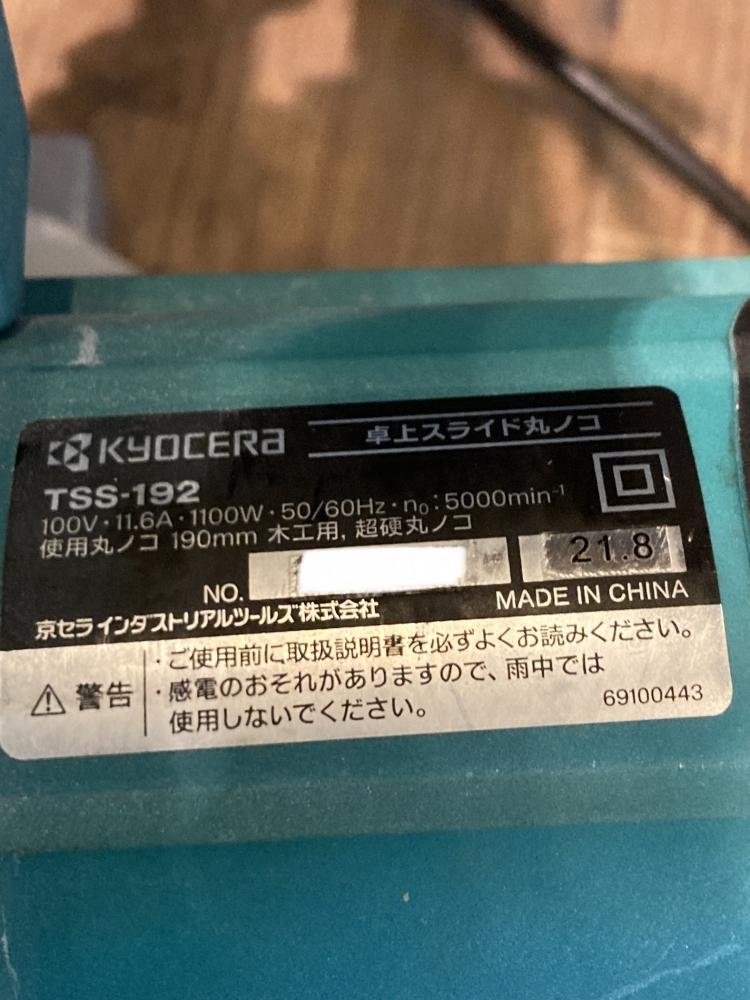 KYOCERA 卓上スライド丸ノコ
TSS-192
100V・11.6A・1100W・50/60Hz・n₀:5000min⁻¹
使用丸ノコ 190mm 木工用, 超硬丸ノコ
NO. 21.8
京セラインダストリアルツールズ株式会社 MADE IN CHINA
警告
・ご使用前に取扱説明書を必ずよくお読みください。
・感電のおそれがありますので、雨中では
使用しないでください。
69100443